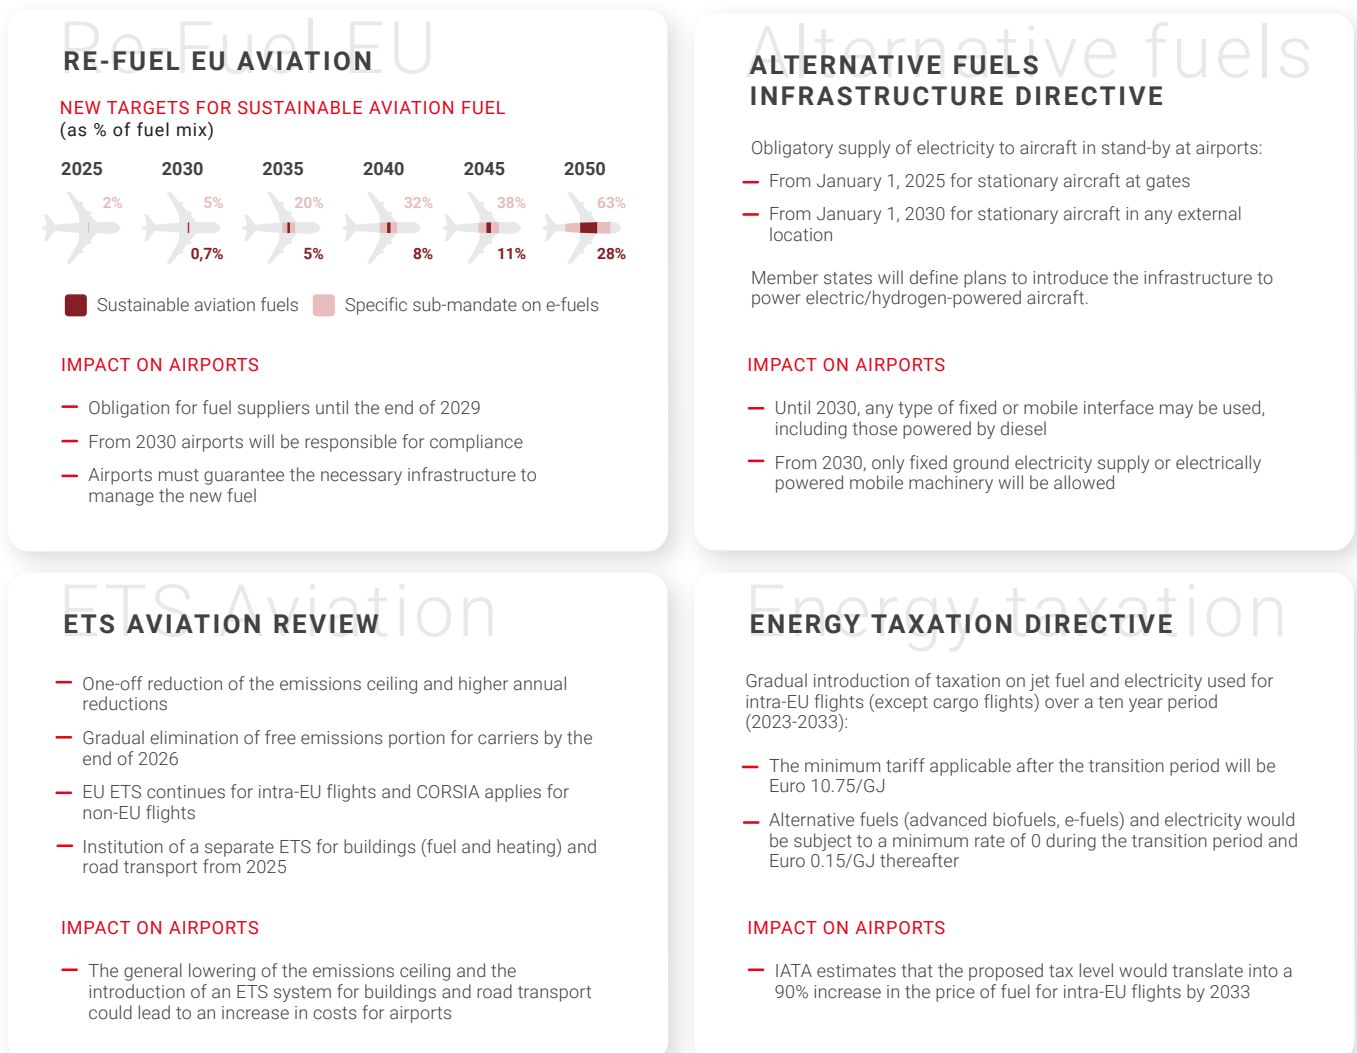 Re-Fuel EU
RE-FUEL EU AVIATION
NEW TARGETS FOR SUSTAINABLE AVIATION FUEL
(as % of fuel mix)
2025 2030 2035 2040 2045 2050
2% 5% 20% 32% 38% 63%
0,7% 5% 8% 11% 28%
Sustainable aviation fuels Specific sub-mandate on e-fuels
IMPACT ON AIRPORTS
— Obligation for fuel suppliers until the end of 2029
— From 2030 airports will be responsible for compliance
— Airports must guarantee the necessary infrastructure to
manage the new fuel
Alternative fuels
ALTERNATIVE FUELS
INFRASTRUCTURE DIRECTIVE
Obligatory supply of electricity to aircraft in stand-by at airports:
— From January 1, 2025 for stationary aircraft at gates
— From January 1, 2030 for stationary aircraft in any external
location
Member states will define plans to introduce the infrastructure to
power electric/hydrogen-powered aircraft.
IMPACT ON AIRPORTS
— Until 2030, any type of fixed or mobile interface may be used,
including those powered by diesel
— From 2030, only fixed ground electricity supply or electrically
powered mobile machinery will be allowed
ETS Aviation
ETS AVIATION REVIEW
— One-off reduction of the emissions ceiling and higher annual
reductions
— Gradual elimination of free emissions portion for carriers by the
end of 2026
— EU ETS continues for intra-EU flights and CORSIA applies for
non-EU flights
— Institution of a separate ETS for buildings (fuel and heating) and
road transport from 2025
IMPACT ON AIRPORTS
— The general lowering of the emissions ceiling and the
introduction of an ETS system for buildings and road transport
could lead to an increase in costs for airports
Energy taxation
ENERGY TAXATION DIRECTIVE
Gradual introduction of taxation on jet fuel and electricity used for
intra-EU flights (except cargo flights) over a ten year period
(2023-2033):
— The minimum tariff applicable after the transition period will be
Euro 10.75/GJ
— Alternative fuels (advanced biofuels, e-fuels) and electricity would
be subject to a minimum rate of 0 during the transition period and
Euro 0.15/GJ thereafter
IMPACT ON AIRPORTS
— IATA estimates that the proposed tax level would translate into a
90% increase in the price of fuel for intra-EU flights by 2033